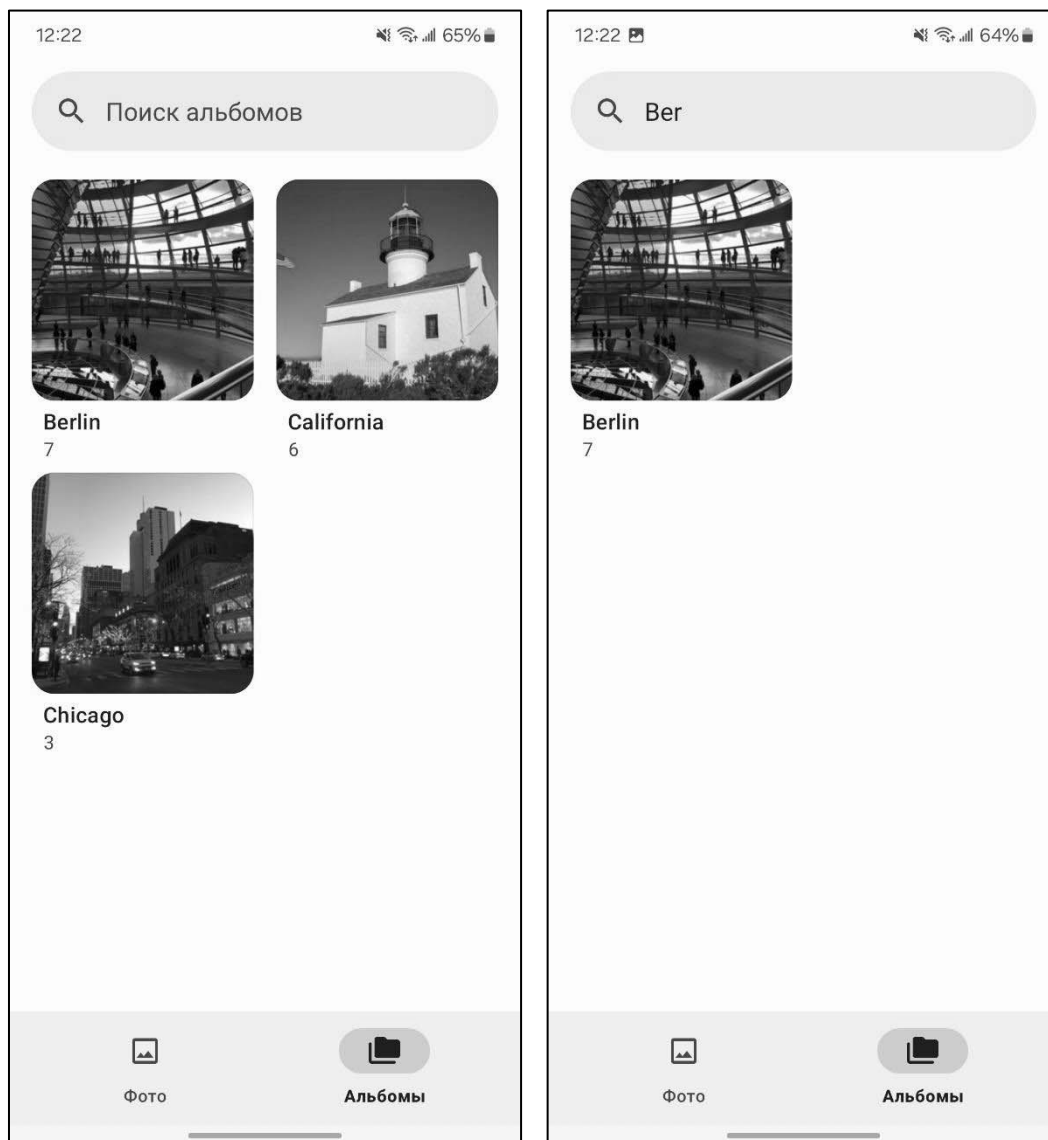 12:22 65%
Поиск альбомов
Berlin
7
California
6
Chicago
3
Фото
Альбомы
12:22 64%
Ber
Berlin
7
Фото
Альбомы